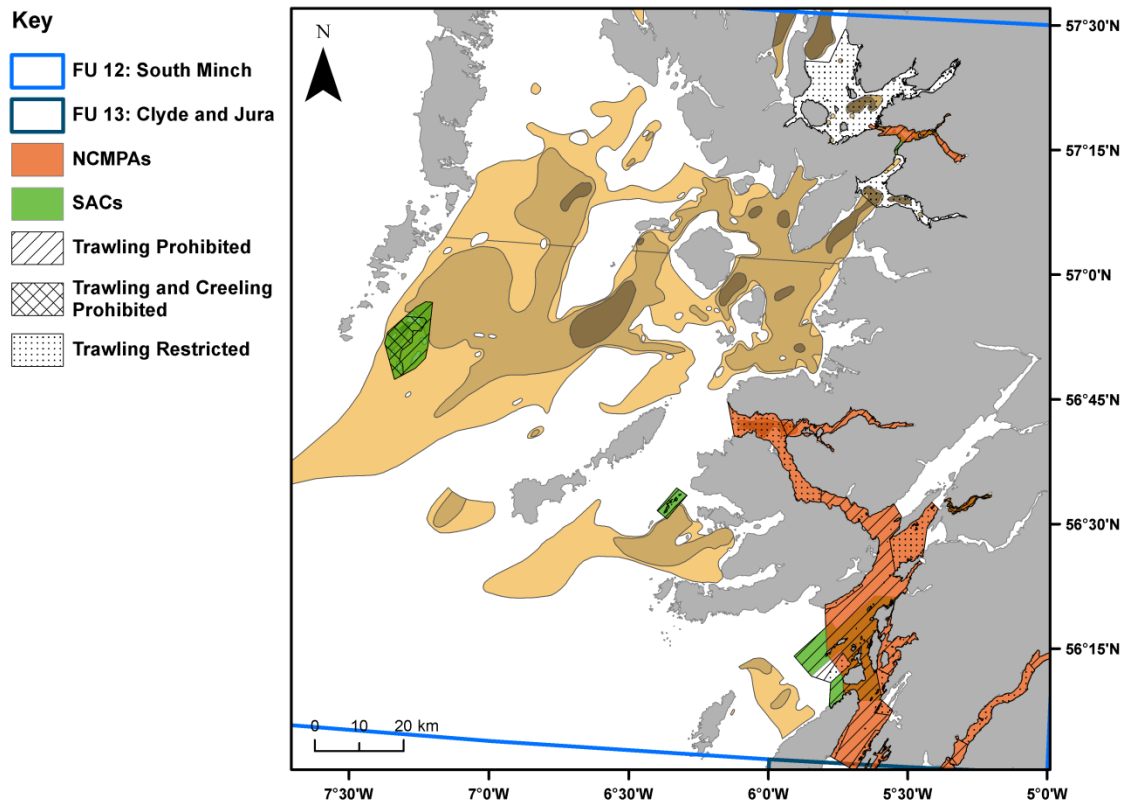 Key
FU 12: South Minch
FU 13: Clyde and Jura
NCMPAs
SACs
Trawling Prohibited
Trawling and Creeling
Prohibited
Trawling Restricted
N
57°30'N
57°15'N
57°0'N
56°45'N
56°30'N
56°15'N
0 10 20 km
7°30'W 7°0'W 6°30'W 6°0'W 5°30'W 5°0'W